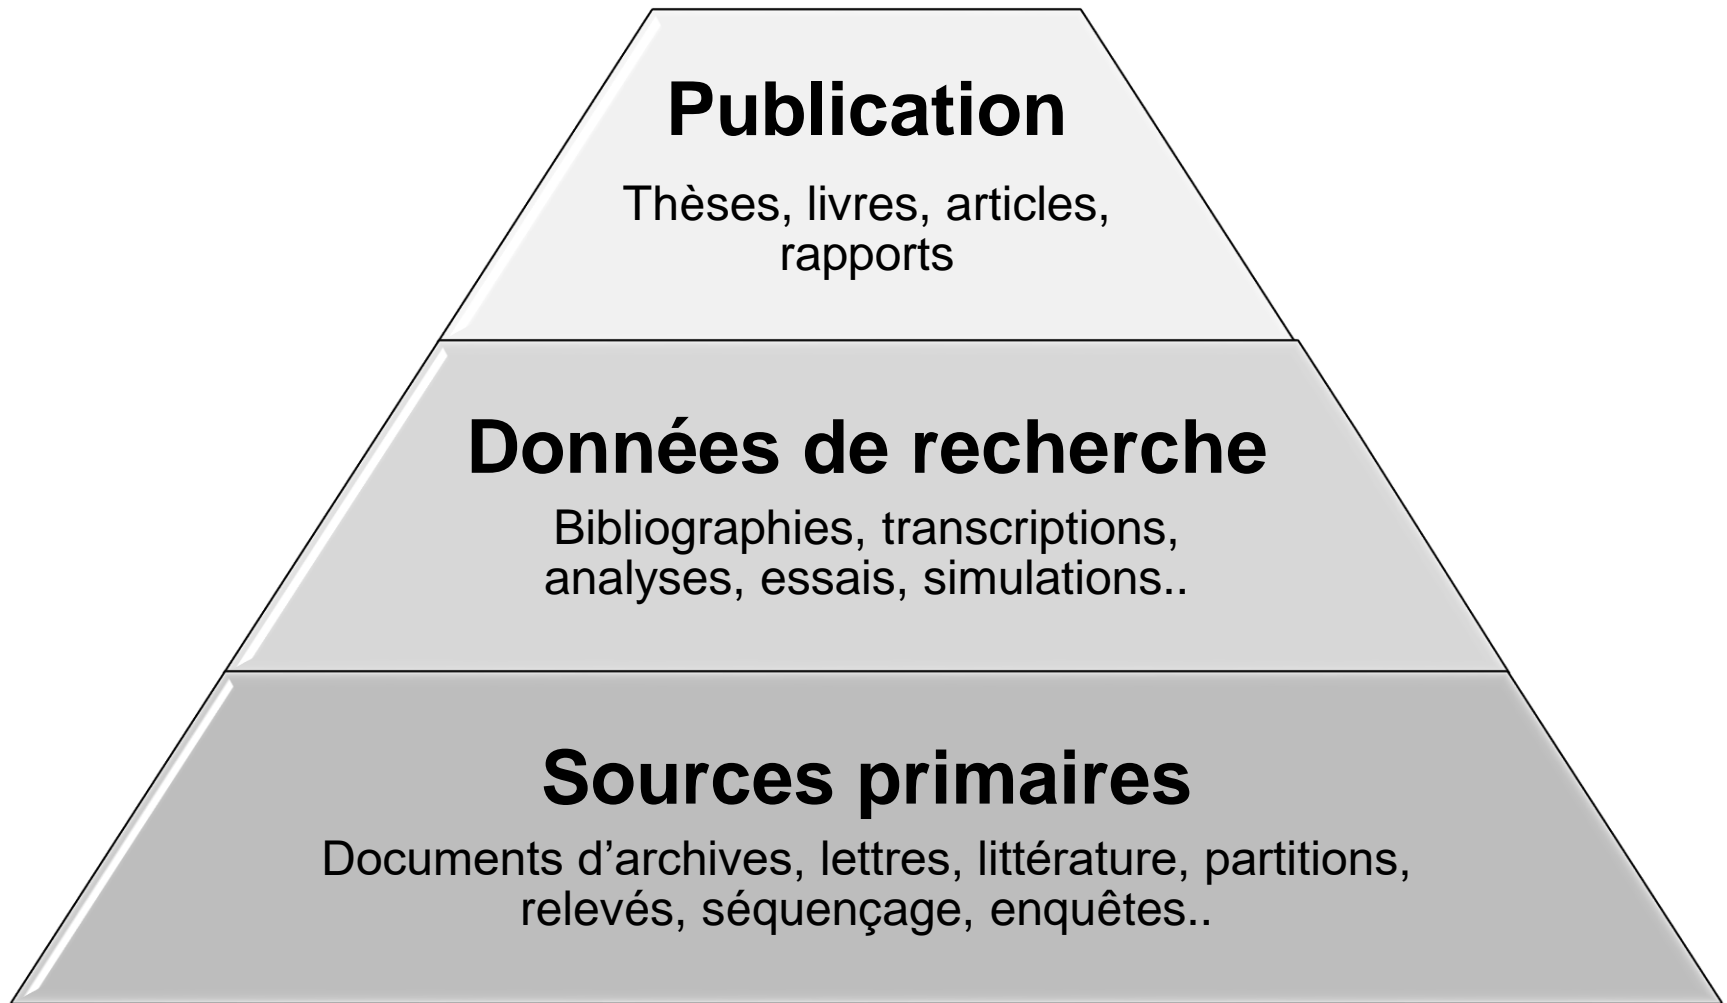 Publication
Thèses, livres, articles,
rapports
Données de recherche
Bibliographies, transcriptions,
analyses, essais, simulations..
Sources primaires
Documents d’archives, lettres, littérature, partitions,
relevés, séquençage, enquêtes..